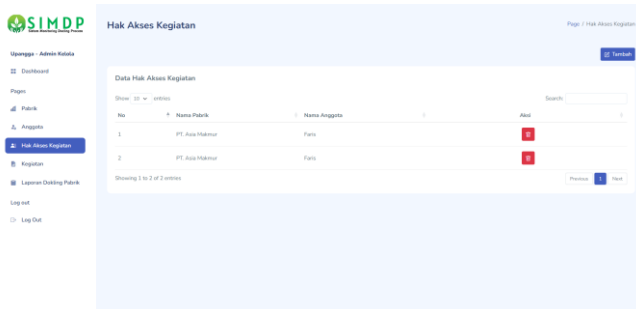 SIMDP
Hak Akses Kegiatan
Page / Hak Akses Kegiatan
Upangga - Admin Kelola
Tambah
Dashboard
Data Hak Akses Kegiatan
Pages
Show 10 entries
Search:
Pabrik
No Nama Pabrik Nama Anggota Aksi
Anggota
1 PT. Asia Makmur Faris
Hak Akses Kegiatan
2 PT. Asia Makmur Faris
Kegiatan
Showing 1 to 2 of 2 entries
Previous 1 Next
Laporan Dokling Pabrik
Log out
Log Out